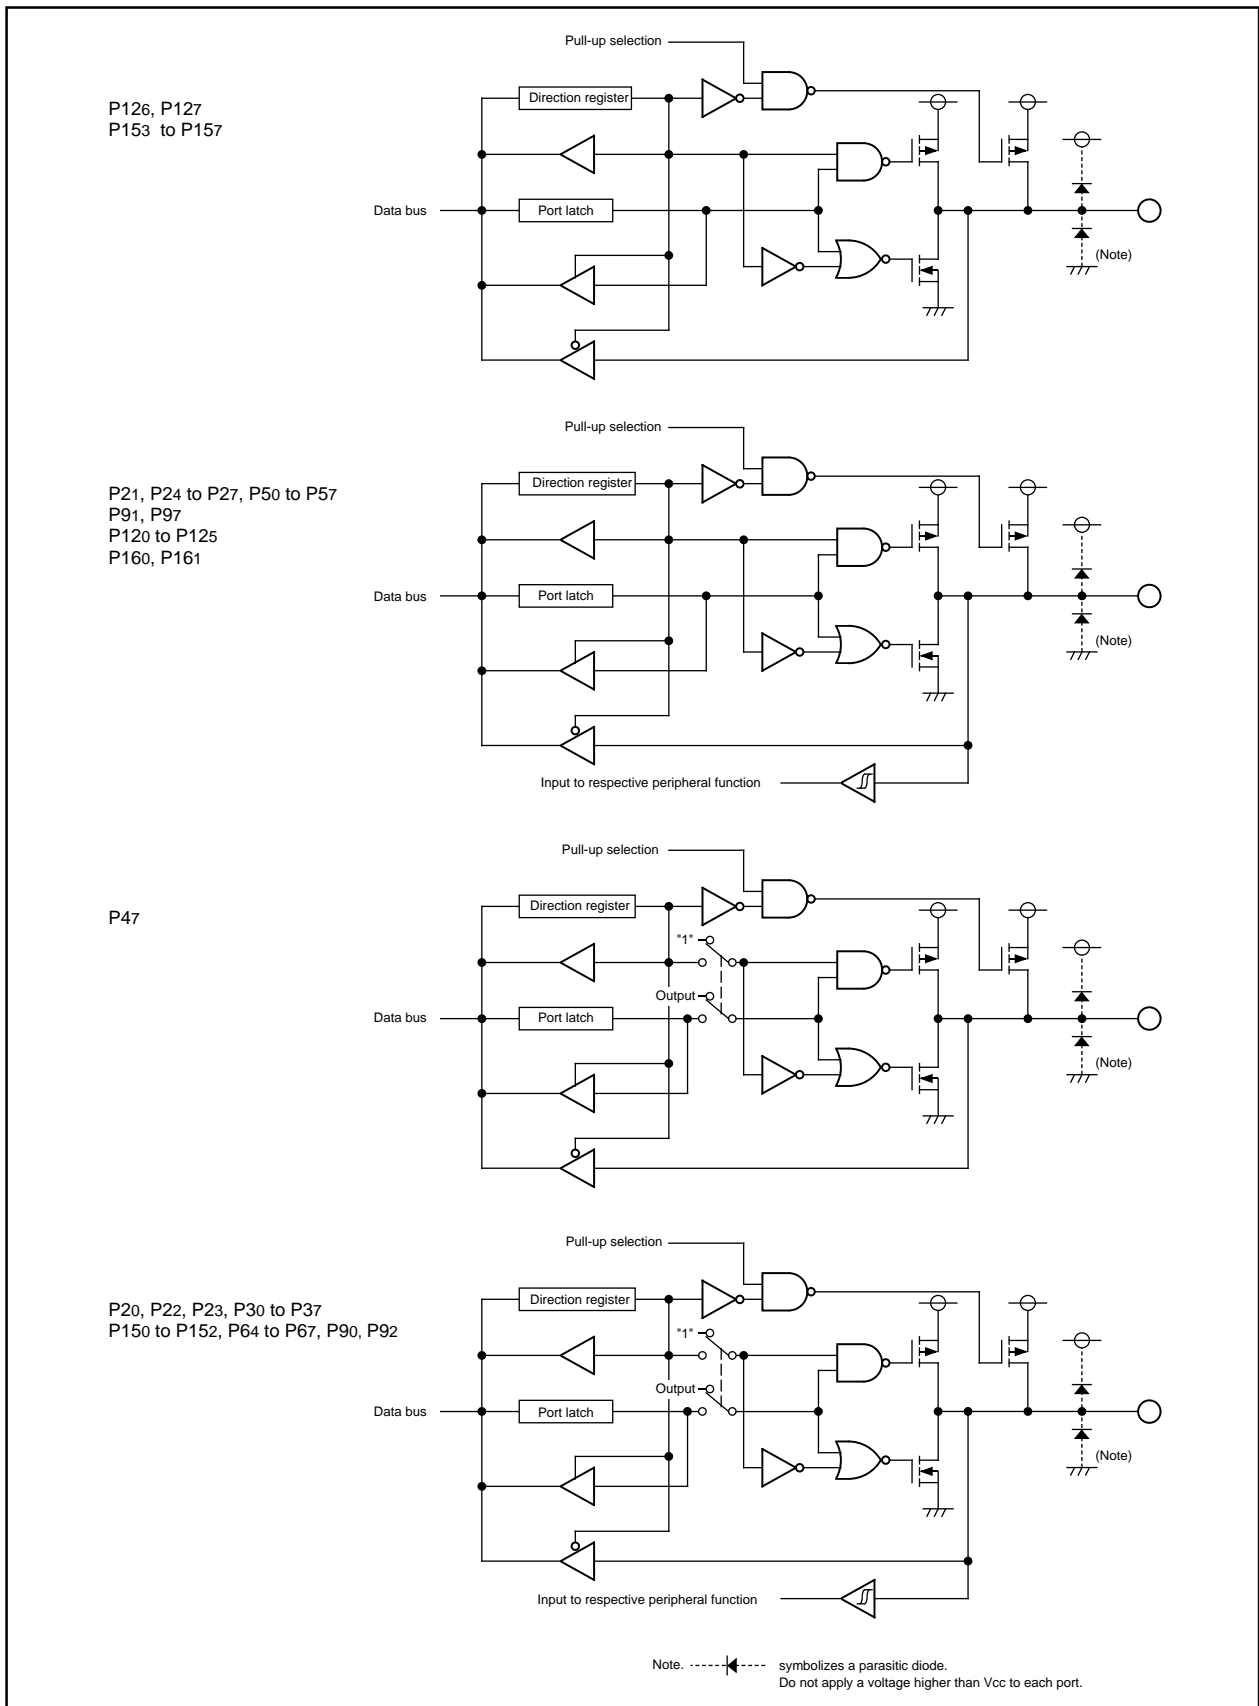 Pull-up selection
P126, P127
P153 to P157
Direction register
Data bus
Port latch
(Note)
Pull-up selection
P21, P24 to P27, P50 to P57
P91, P97
P120 to P125
P160, P161
Direction register
Data bus
Port latch
(Note)
Input to respective peripheral function
Pull-up selection
P47
Direction register
"1"
Output
Data bus
Port latch
(Note)
Pull-up selection
P20, P22, P23, P30 to P37
P150 to P152, P64 to P67, P90, P92
Direction register
"1"
Output
Data bus
Port latch
(Note)
Input to respective peripheral function
Note. symbolizes a parasitic diode.
Do not apply a voltage higher than Vcc to each port.